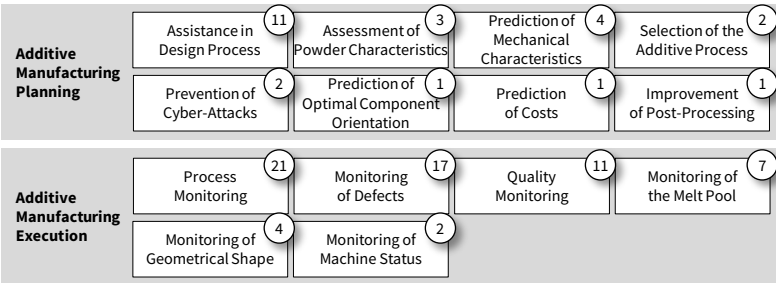 Additive
Manufacturing
Planning
Assistance in
Design Process
11
Assessment of
Powder Characteristics
3
Prediction of
Mechanical
Characteristics
4
Selection of the
Additive Process
2
Prevention of
Cyber-Attacks
2
Prediction of
Optimal Component
Orientation
1
Prediction
of Costs
1
Improvement
of Post-Processing
1
Additive
Manufacturing
Execution
Process
Monitoring
21
Monitoring
of Defects
17
Quality
Monitoring
11
Monitoring of
the Melt Pool
7
Monitoring of
Geometrical Shape
4
Monitoring of
Machine Status
2